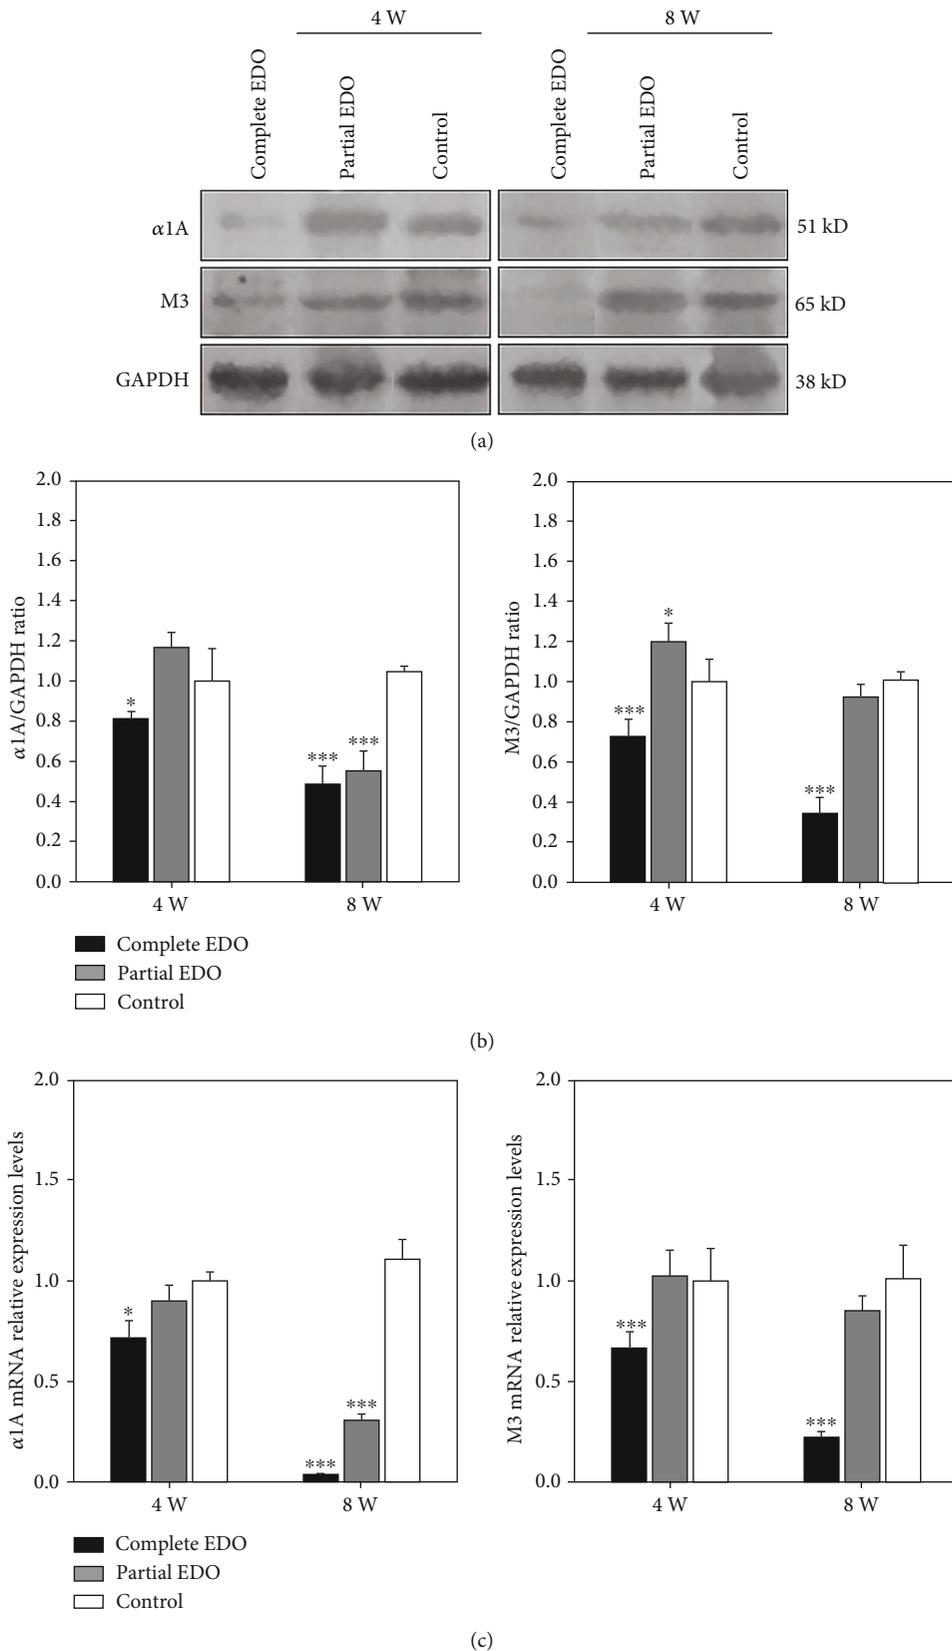 4 W
8 W
Complete EDO
Partial EDO
Control
Complete EDO
Partial EDO
Control
α1A
51 kD
M3
65 kD
GAPDH
38 kD
(a)
α1A/GAPDH ratio
2.0
1.8
1.6
1.4
1.2
1.0
0.8
0.6
0.4
0.2
0.0
*
***
***
4 W
8 W
M3/GAPDH ratio
2.0
1.8
1.6
1.4
1.2
1.0
0.8
0.6
0.4
0.2
0.0
***
*
***
4 W
8 W
Complete EDO
Partial EDO
Control
(b)
α1A mRNA relative expression levels
2.0
1.5
1.0
0.5
0.0
*
***
***
4 W
8 W
M3 mRNA relative expression levels
2.0
1.5
1.0
0.5
0.0
***
***
4 W
8 W
Complete EDO
Partial EDO
Control
(c)